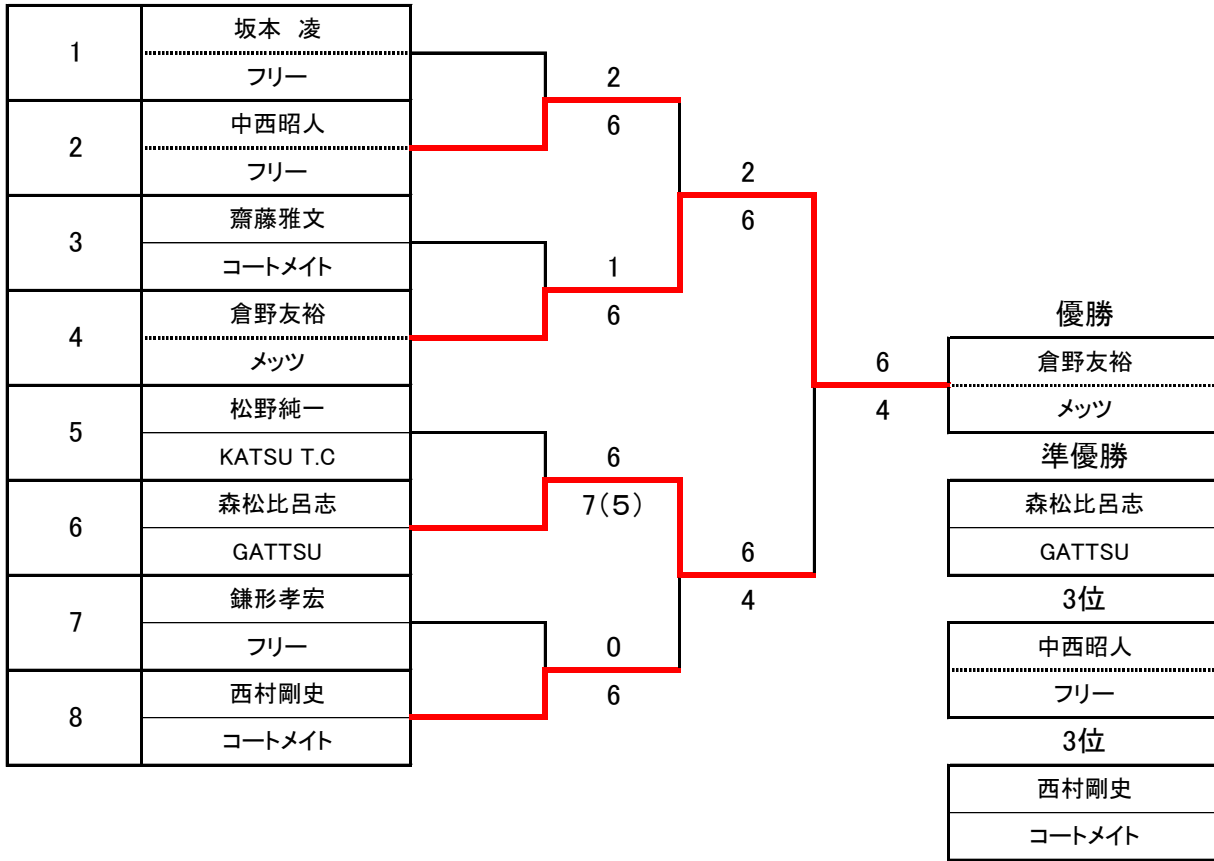 1
坂本　凌
フリー
2
中西昭人
フリー
3
齋藤雅文
コートメイト
4
倉野友裕
メッツ
5
松野純一
KATSU T.C
6
森松比呂志
GATTSU
7
鎌形孝宏
フリー
8
西村剛史
コートメイト
2
6
1
6
6
7(5)
0
6
2
6
6
4
6
4
優勝
倉野友裕
メッツ
準優勝
森松比呂志
GATTSU
3位
中西昭人
フリー
3位
西村剛史
コートメイト